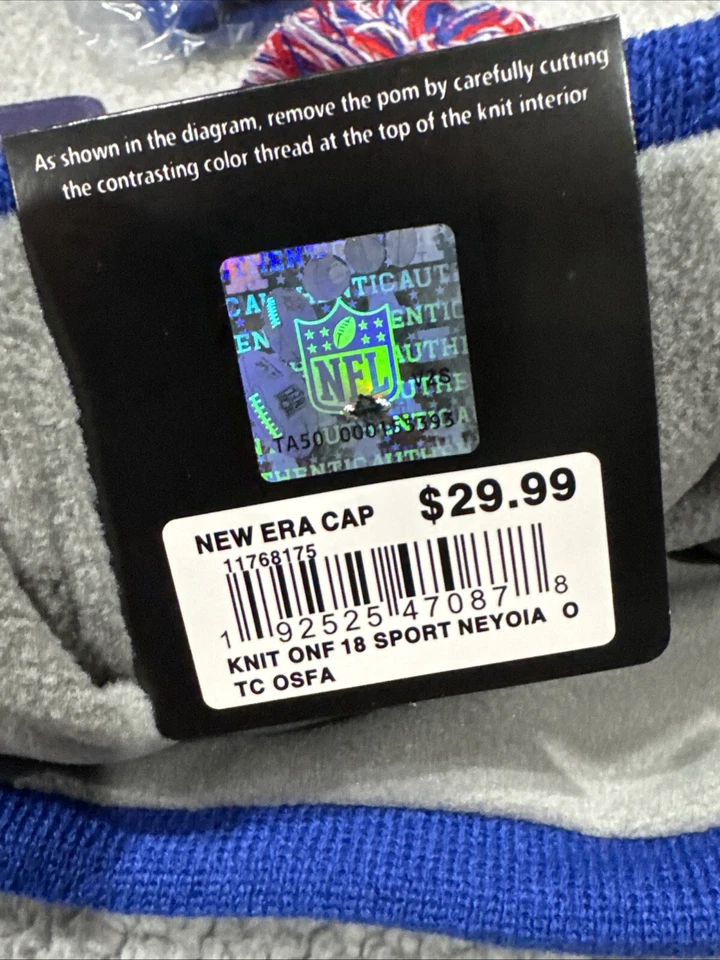 As shown in the diagram, remove the pom by carefully cutting
the contrasting color thread at the top of the knit interior
NFL
NEW ERA CAP $29.99
11768175
1 92525 47087 8
KNIT ONF 18 SPORT NEYOIA O
TC OSFA